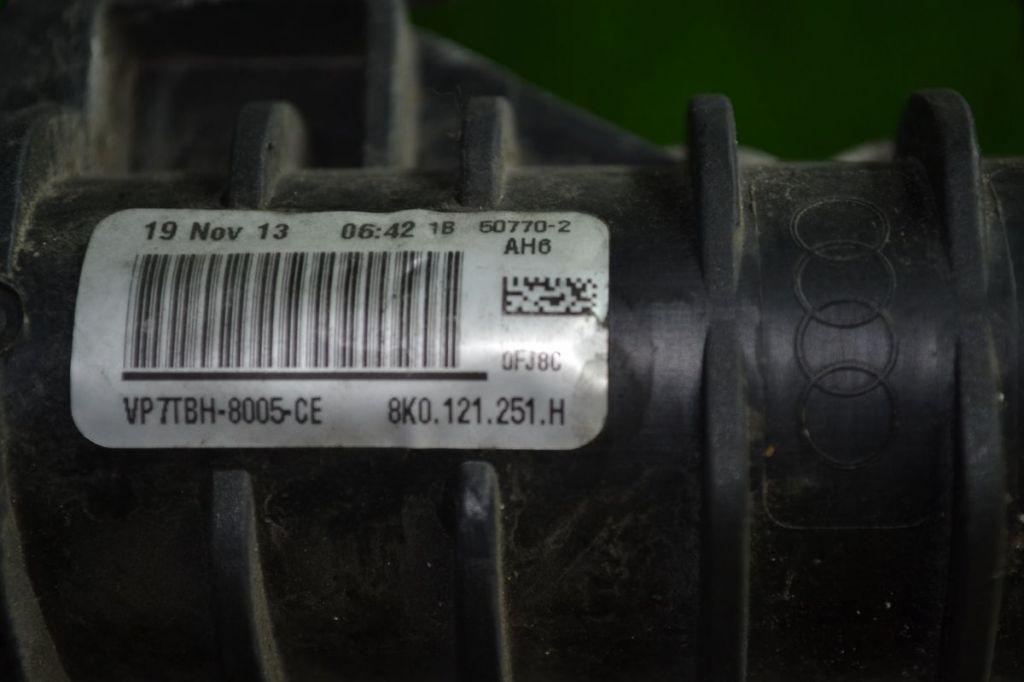 19 Nov 13 06:42 1B 50770-2
AH6
0FJ8C
VP7TBH-8005-CE 8K0.121.251.H